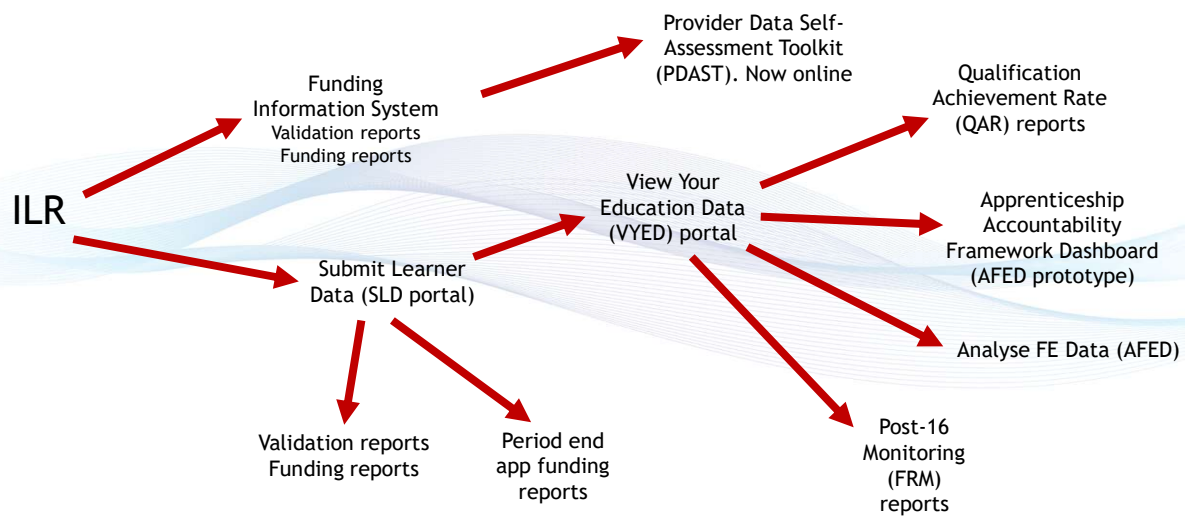 Provider Data Self-
Assessment Toolkit
(PDAST). Now online
Funding
Information System
Validation reports
Funding reports
Qualification
Achievement Rate
(QAR) reports
ILR
View Your
Education Data
(VYED) portal
Apprenticeship
Accountability
Framework Dashboard
(AFED prototype)
Submit Learner
Data (SLD portal)
Analyse FE Data (AFED)
Validation reports
Funding reports
Period end
app funding
reports
Post-16
Monitoring
(FRM)
reports